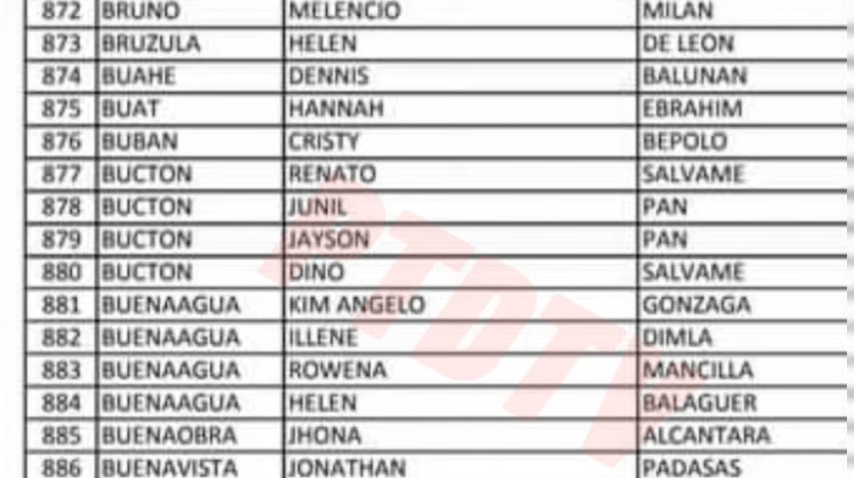 872 BRUNO MELENCIO MILAN
873 BRUZULA HELEN DE LEON
874 BUAHE DENNIS BALUNAN
875 BUAT HANNAH EBRAHIM
876 BUBAN CRISTY BEPOLO
877 BUCTON RENATO SALVAME
878 BUCTON JUNIL PAN
879 BUCTON JAYSON PAN
880 BUCTON DINO SALVAME
881 BUENAAGUA KIM ANGELO GONZAGA
882 BUENAAGUA ILLENE DIMLA
883 BUENAAGUA ROWENA MANCILLA
884 BUENAAGUA HELEN BALAGUER
885 BUENAOBRA JHONA ALCANTARA
886 BUENAVISTA JONATHAN PADASAS
PTDTV